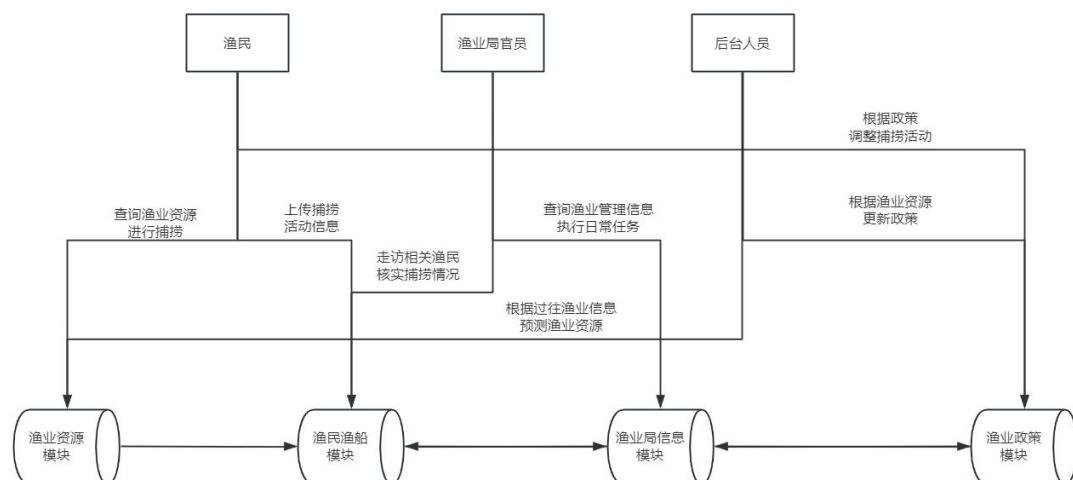 渔民
渔业局官员
后台人员
根据政策
调整捕捞活动
查询渔业资源
进行捕捞
上传捕捞
活动信息
查询渔业管理信息
执行日常任务
根据渔业资源
更新政策
走访相关渔民
核实捕捞情况
根据过往渔业信息
预测渔业资源
渔业资源
模块
渔民渔船
模块
渔业局信息
模块
渔业政策
模块